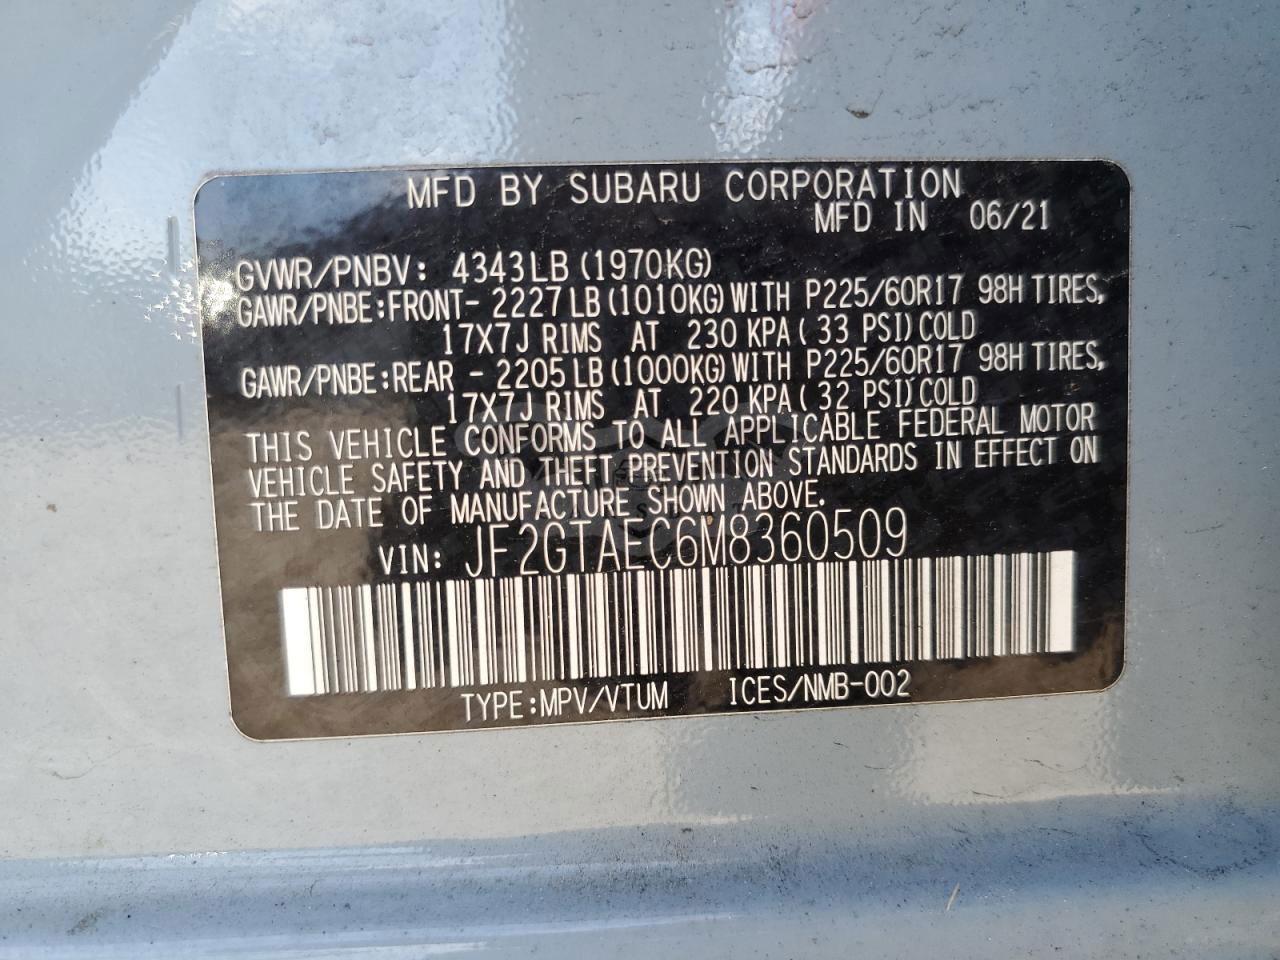 MFD BY SUBARU CORPORATION
MFD IN 06/21
GVWR/PNBV: 4343LB (1970KG)
GAWR/PNBE:FRONT- 2227LB (1010KG) WITH P225/60R17 98H TIRES,
17X7J RIMS AT 230 KPA( 33 PSI) COLD
GAWR/PNBE:REAR - 2205LB (1000KG) WITH P225/60R17 98H TIRES,
17X7J RIMS AT 220 KPA( 32 PSI) COLD
THIS VEHICLE CONFORMS TO ALL APPLICABLE FEDERAL MOTOR
VEHICLE SAFETY AND THEFT PREVENTION STANDARDS IN EFFECT ON
THE DATE OF MANUFACTURE SHOWN ABOVE.
VIN: JF2GTAEC6M8360509
TYPE:MPV/VTUM ICES/NMB-002